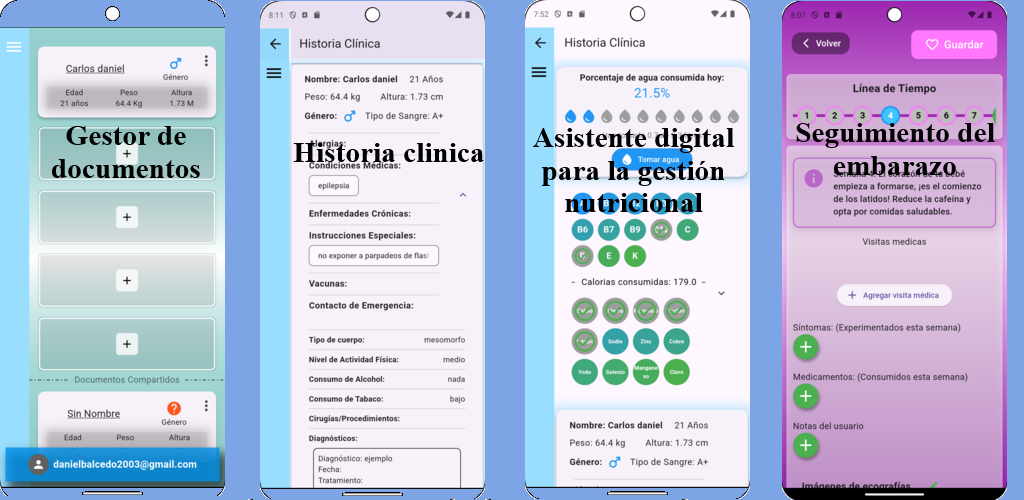 Carlos daniel
Género
Edad
Peso
Altura
21 años
64.4 Kg
1.73 M
Gestor de
documentos
+
+
+
+
Documentos Compartidos
Sin Nombre
?
Género
Edad
Peso
Altura
danielbalcedo2003@gmail.com
8:11
Historia Clínica
Nombre: Carlos daniel 21 Años
Peso: 64.4 kg Altura: 1.73 cm
Género: Tipo de Sangre: A+
Alergias:
Historia clinica
Condiciones Médicas:
epilepsia
Enfermedades Crónicas:
Instrucciones Especiales:
no exponer a parpadeos de flas
Vacunas:
Contacto de Emergencia:
Tipo de cuerpo: mesomorfo
Nivel de Actividad Física: medio
Consumo de Alcohol: nada
Consumo de Tabaco: bajo
Cirugías/Procedimientos:
Diagnósticos:
Diagnóstico: ejemplo
Fecha:
Tratamiento:
7:52
Historia Clínica
Porcentaje de agua consumida hoy:
21.5%
Asistente digital
Tomar agua
para la gestión
nutricional
B6 B7 B9 C
E K
- Calorias consumidas: 179.0 -
Sodio Zinc Cobre
Yodo Selenio Mangane
so Cloro
Nombre: Carlos daniel 21 Años
Peso: 64.4 kg Altura: 1.73 cm
Género: Tipo de Sangre: A+
8:07
Volver
Guardar
Línea de Tiempo
1 2 3 4 5 6 7
Seguimiento del
embarazo
Semana 4: El corazón de tu bebé
empieza a formarse, ¡es el comienzo
de los latidos! Reduce la cafeína y
opta por comidas saludables.
Visitas medicas
+ Agregar visita médica
Síntomas: (Experimentados esta semana)
+
Medicamentos: (Consumidos esta semana)
+
Notas del usuario
+
Imágenes de ecografías